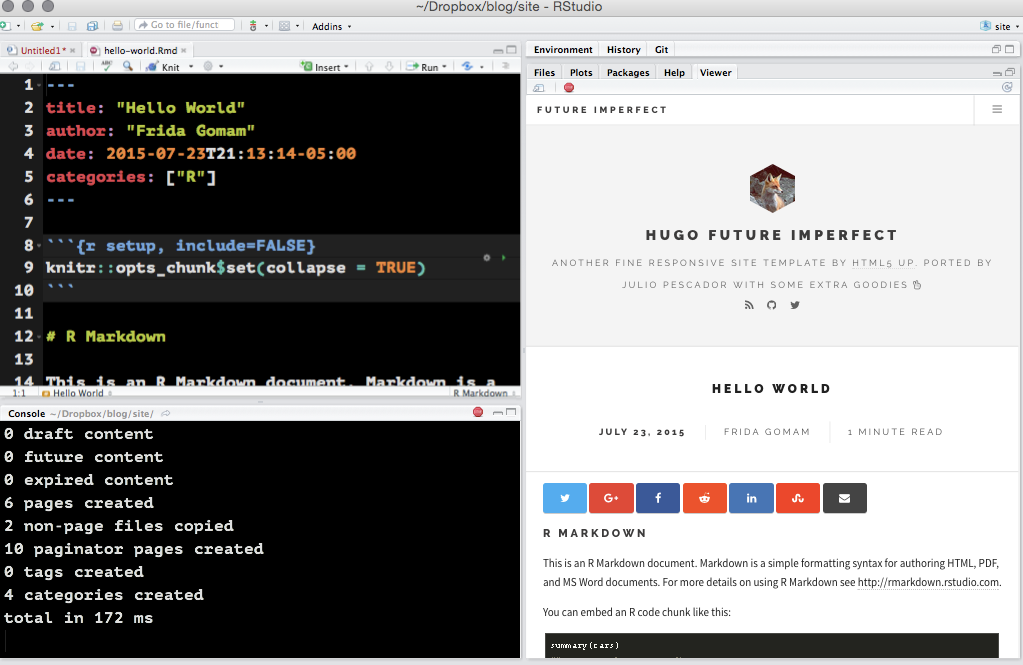 ~/Dropbox/blog/site - RStudio
Go to file/funct
Addins
site
Untitled1*
hello-world.Rmd
ABC
Knit
Insert
Run
1 ---
2 title: "Hello World"
3 author: "Frida Gomam"
4 date: 2015-07-23T21:13:14-05:00
5 categories: ["R"]
6 ---
7
8 ```{r setup, include=FALSE}
9 knitr::opts_chunk$set(collapse = TRUE)
10 ```
11
12 # R Markdown
13
14 This is an R Markdown document. Markdown is a
1:1 Hello World R Markdown
Console ~/Dropbox/blog/site/
0 draft content
0 future content
0 expired content
6 pages created
2 non-page files copied
10 paginator pages created
0 tags created
4 categories created
total in 172 ms
Environment History Git
Files Plots Packages Help Viewer
FUTURE IMPERFECT
HUGO FUTURE IMPERFECT
ANOTHER FINE RESPONSIVE SITE TEMPLATE BY HTML5 UP. PORTED BY
JULIO PESCADOR WITH SOME EXTRA GOODIES
HELLO WORLD
JULY 23, 2015 FRIDA GOMAM 1 MINUTE READ
G+ f in
R MARKDOWN
This is an R Markdown document. Markdown is a simple formatting syntax for authoring HTML, PDF,
and MS Word documents. For more details on using R Markdown see http://rmarkdown.rstudio.com.
You can embed an R code chunk like this:
summary(cars)